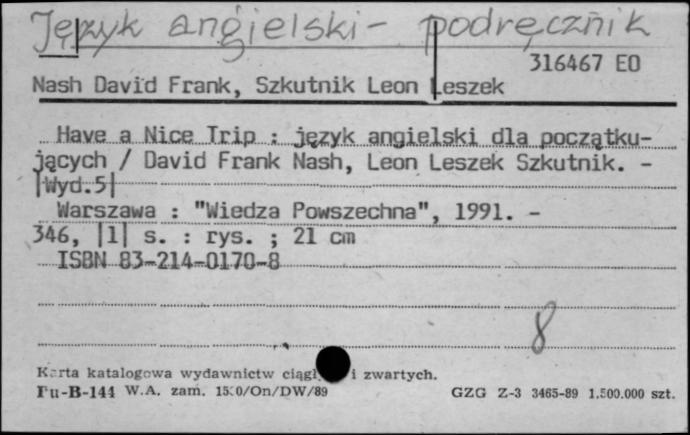 Język angielski - podręcznik
316467 EO
Nash David Frank, Szkutnik Leon Leszek
Have a Nice Trip : język angielski dla początku-
jących / David Frank Nash, Leon Leszek Szkutnik. -
|Wyd.5|
Warszawa : "Wiedza Powszechna", 1991. -
346, |1| s. : rys. ; 21 cm
ISBN 83-214-0170-8
8
Karta katalogowa wydawnictw i zwartych.
Pu-B-144 W.A. zam. /On/DW/89 GZG Z-3 3465-89 1.500.000 szt.